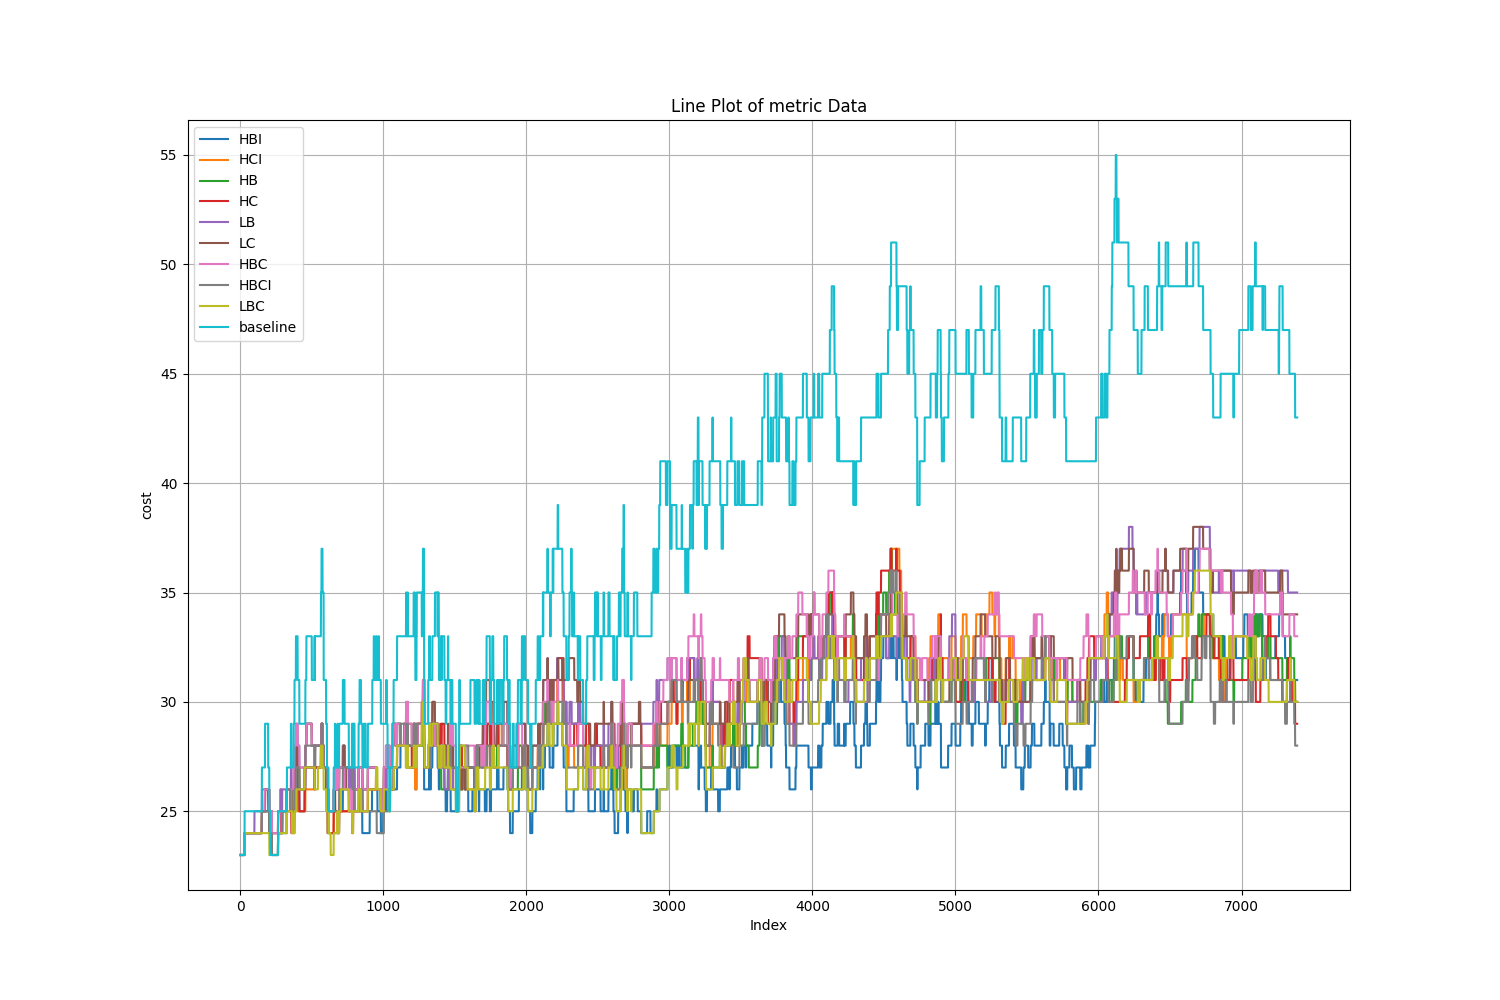 Line Plot of metric Data
HBI
HCI
HB
HC
LB
LC
HBC
HBCI
LBC
baseline
55
50
45
40
35
30
25
cost
0 1000 2000 3000 4000 5000 6000 7000
Index